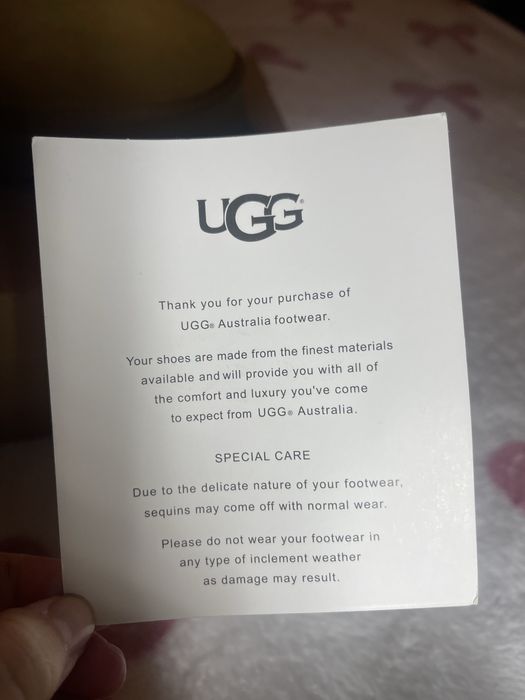 UGG®
Thank you for your purchase of
UGG® Australia footwear.
Your shoes are made from the finest materials
available and will provide you with all of
the comfort and luxury you've come
to expect from UGG® Australia.
SPECIAL CARE
Due to the delicate nature of your footwear,
sequins may come off with normal wear.
Please do not wear your footwear in
any type of inclement weather
as damage may result.